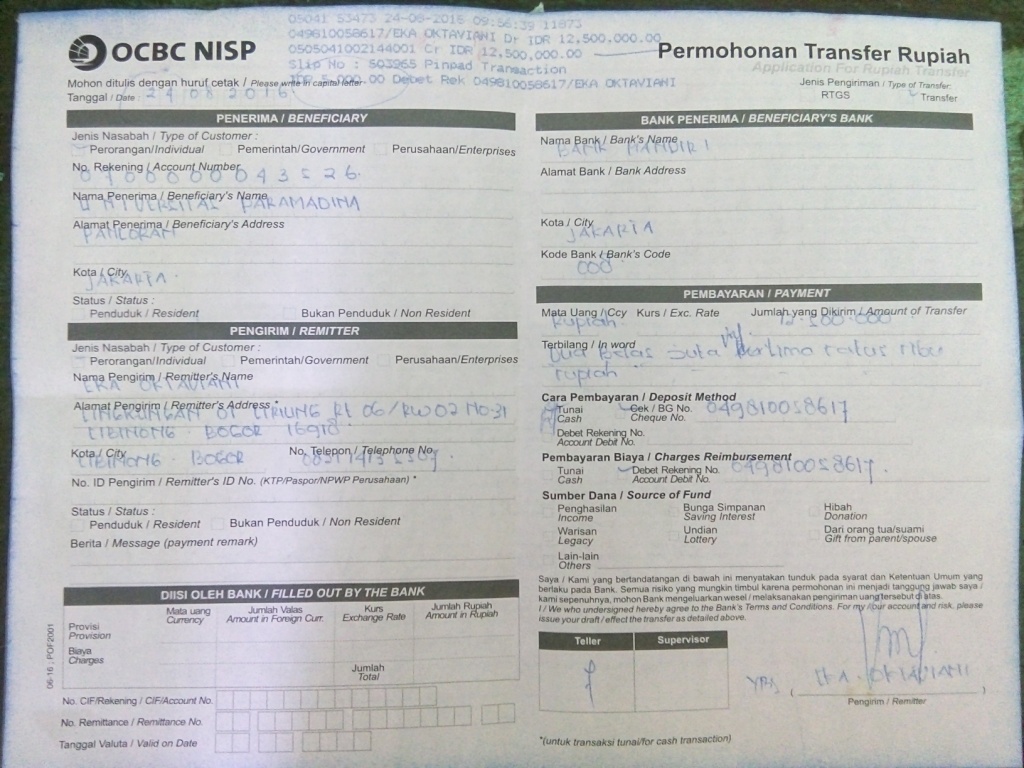 05041 53473 24-08-2016 09:56:39 11873
049810058617/EKA OKTAVIANI Dr IDR 12,500,000.00
0505041002144001 Cr IDR 12,500,000.00
Slip No : 503965 Pinpad Transaction
.00 Debet Rek 049810058617/EKA OKTAVIANI
OCBC NISP
Permohonan Transfer Rupiah
Application For Rupiah Transfer
Mohon ditulis dengan huruf cetak / Please write in capital letter
Tanggal / Date : 24 08 2016
Jenis Pengiriman / Type of Transfer:
RTGS Transfer
PENERIMA / BENEFICIARY
Jenis Nasabah / Type of Customer :
Perorangan/Individual Pemerintah/Government Perusahaan/Enterprises
No. Rekening / Account Number
0700000043526
Nama Penerima / Beneficiary's Name
UNIVERSITAS PARAMADINA
Alamat Penerima / Beneficiary's Address
PANCORAN
Kota / City
JAKARTA
Status / Status :
Penduduk / Resident Bukan Penduduk / Non Resident
PENGIRIM / REMITTER
Jenis Nasabah / Type of Customer :
Perorangan/Individual Pemerintah/Government Perusahaan/Enterprises
Nama Pengirim / Remitter's Name
EKA OKTAVIANI
Alamat Pengirim / Remitter's Address *
LINGKUNGAN 01 CIRIUNG Rt 06/RW02 NO.31
CIBINONG - BOGOR 16918
Kota / City No. Telepon / Telephone No.
CIBINONG - BOGOR
No. ID Pengirim / Remitter's ID No. (KTP/Paspor/NPWP Perusahaan) *
Status / Status :
Penduduk / Resident Bukan Penduduk / Non Resident
Berita / Message (payment remark)
DIISI OLEH BANK / FILLED OUT BY THE BANK
Mata uang Currency Jumlah Valas Amount in Foreign Curr. Kurs Exchange Rate Jumlah Rupiah Amount in Rupiah
Provisi
Provision
Biaya
Charges
Jumlah
Total
No. CIF/Rekening / CIF/Account No.
No. Remittance / Remittance No.
Tanggal Valuta / Valid on Date
06-16 ; PDF2001
BANK PENERIMA / BENEFICIARY'S BANK
Nama Bank / Bank's Name
BANK MANDIRI
Alamat Bank / Bank Address
Kota / City
JAKARTA
Kode Bank / Bank's Code
008
PEMBAYARAN / PAYMENT
Mata Uang / Ccy Kurs / Exc. Rate Jumlah yang Dikirim / Amount of Transfer
Rupiah 12.500.000
Terbilang / In word
Dua belas juta lima ratus ribu
rupiah
Cara Pembayaran / Deposit Method
Tunai Cek / BG No. 049810058617
Cash Cheque No.
Debet Rekening No.
Account Debit No.
Pembayaran Biaya / Charges Reimbursement
Tunai Debet Rekening No. 049810058617
Cash Account Debit No.
Sumber Dana / Source of Fund
Penghasilan Bunga Simpanan Hibah
Income Saving Interest Donation
Warisan Undian Dari orang tua/suami
Legacy Lottery Gift from parent/spouse
Lain-lain
Others
Saya / Kami yang bertandatangan di bawah ini menyatakan tunduk pada syarat dan Ketentuan Umum yang
berlaku pada Bank. Semua risiko yang mungkin timbul karena permohonan ini menjadi tanggung jawab saya /
kami sepenuhnya, mohon Bank mengeluarkan wesel / melaksanakan pengiriman uang tersebut di atas.
I / We who undersigned hereby agree to the Bank's Terms and Conditions. For my / our account and risk, please
issue your draft / effect the transfer as detailed above.
Teller Supervisor
EKA OKTAVIANI
Pengirim / Remitter
*(untuk transaksi tunai/for cash transaction)